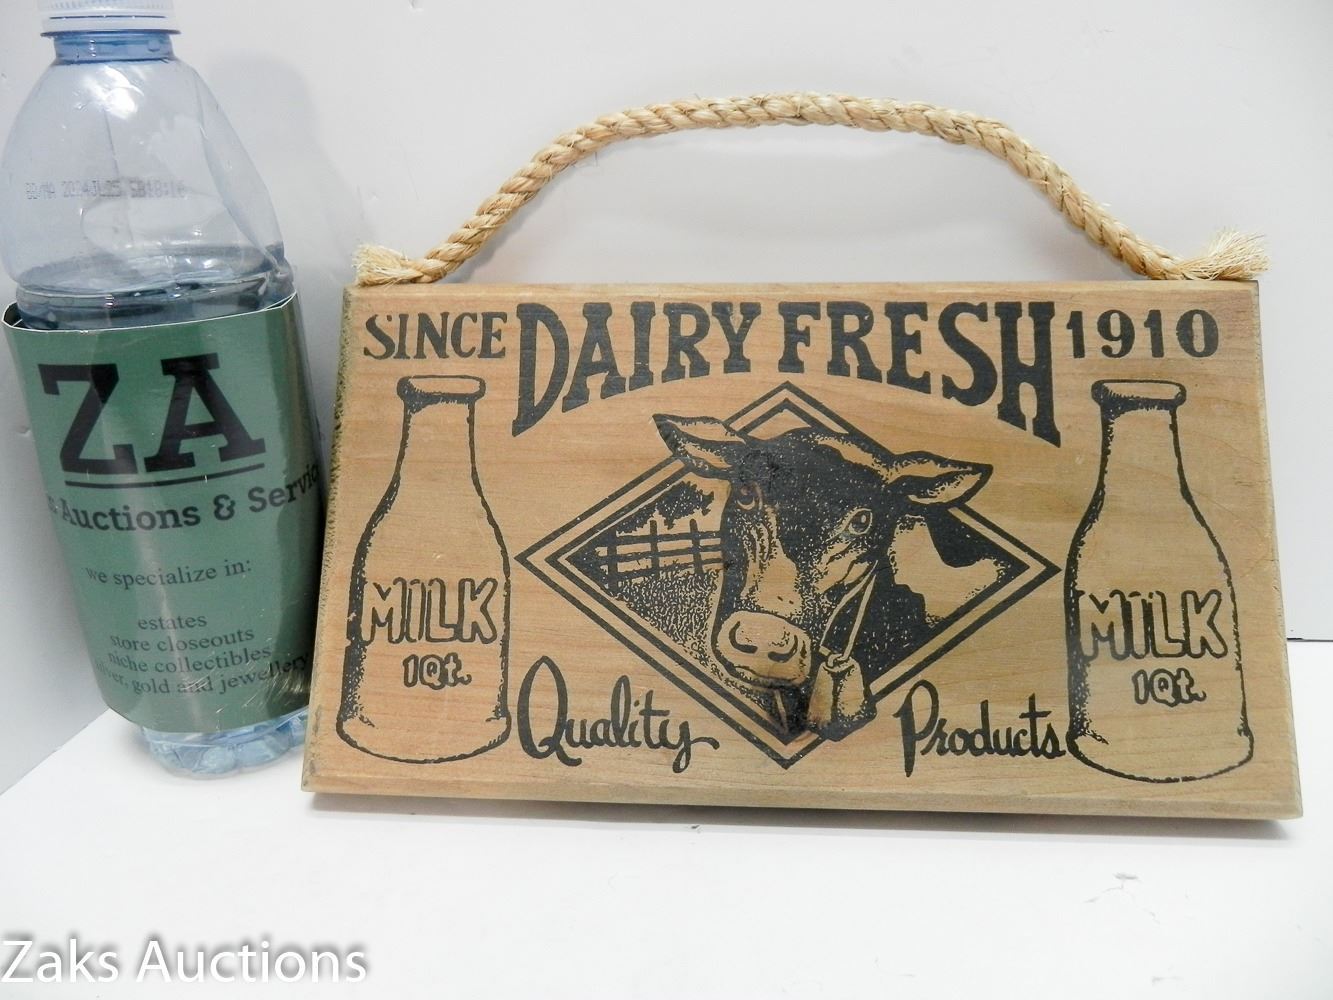 SINCE DAIRY FRESH 1910
MILK
1Qt.
MILK
1Qt.
Quality Products
ZA
Auctions & Servic
we specialize in:
estates
store closeouts
niche collectibles
gold and jewellery
Zaks Auctions